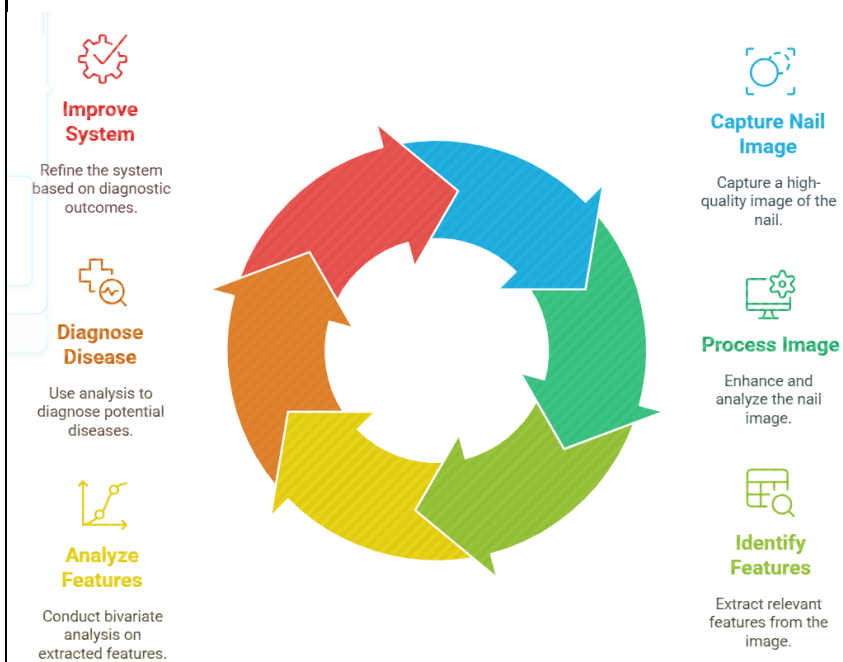 Improve
System
Refine the system
based on diagnostic
outcomes.
Diagnose
Disease
Use analysis to
diagnose potential
diseases.
Analyze
Features
Conduct bivariate
analysis on
extracted features.
Capture Nail
Image
Capture a high-
quality image of the
nail.
Process Image
Enhance and
analyze the nail
image.
Identify
Features
Extract relevant
features from the
image.